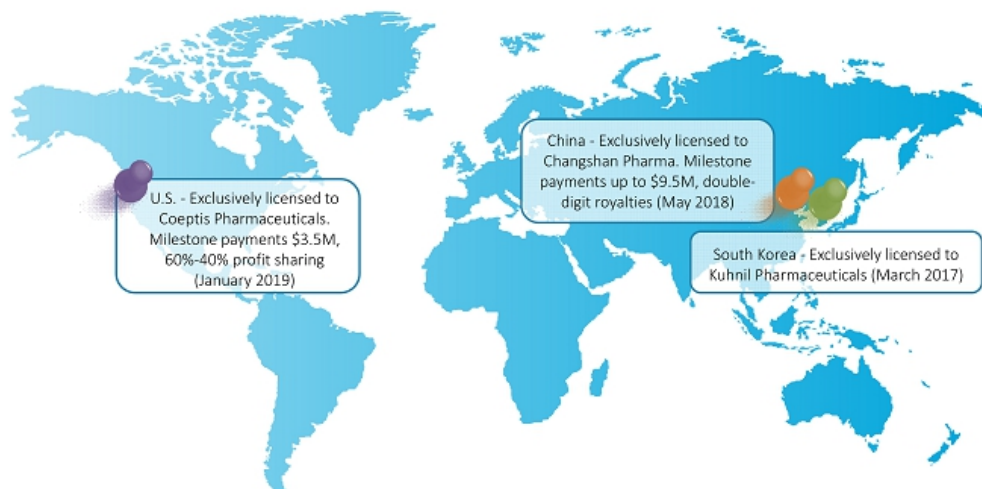 China - Exclusively licensed to
Changshan Pharma. Milestone
payments up to $9.5M, double-
digit royalties (May 2018)
U.S. - Exclusively licensed to
Coeptis Pharmaceuticals.
Milestone payments $3.5M,
60%-40% profit sharing
(January 2019)
South Korea - Exclusively licensed to
Kuhnil Pharmaceuticals (March 2017)